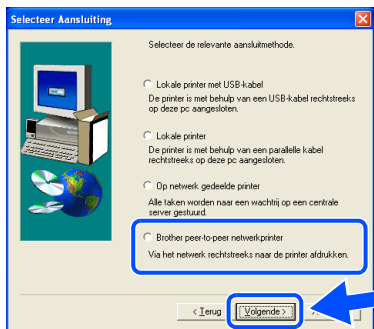 Selecteer Aansluiting
Selecteer de relevante aansluitmethode.
Lokale printer met USB-kabel
De printer is met behulp van een USB-kabel rechtstreeks
op deze pc aangesloten.
Lokale printer
De printer is met behulp van een parallelle kabel
rechtstreeks op deze pc aangesloten.
Op netwerk gedeelde printer
Alle taken worden naar een wachtrij op een centrale
server gestuurd.
Brother peer-to-peer netwerkprinter
Via het netwerk rechtstreeks naar de printer afdrukken.
< Terug
Volgende >